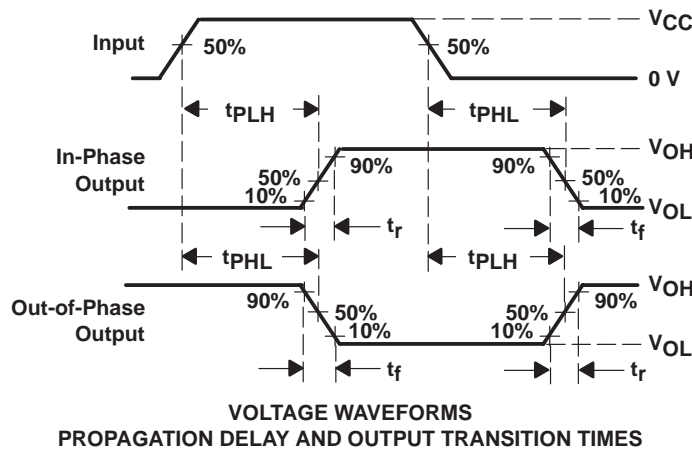 VCC
Input
50%
50%
0 V
tPLH
tPHL
In-Phase
Output
VOH
90%
90%
50%
50%
10%
10%
VOL
tr
tf
tPHL
tPLH
Out-of-Phase
Output
VOH
90%
90%
50%
50%
10%
10%
VOL
tf
tr
VOLTAGE WAVEFORMS
PROPAGATION DELAY AND OUTPUT TRANSITION TIMES